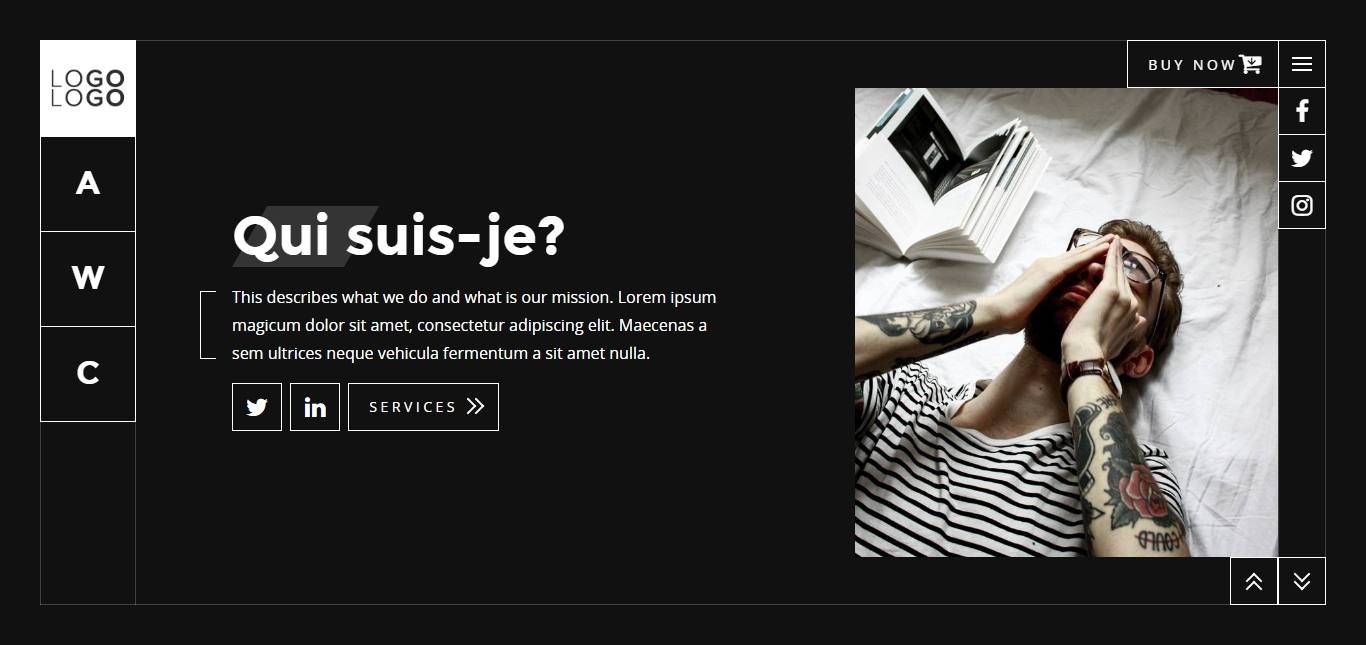 LOGO
LOGO
BUY NOW
A
W
C
Qui suis-je?
This describes what we do and what is our mission. Lorem ipsum
magicum dolor sit amet, consectetur adipiscing elit. Maecenas a
sem ultrices neque vehicula fermentum a sit amet nulla.
SERVICES
COULD